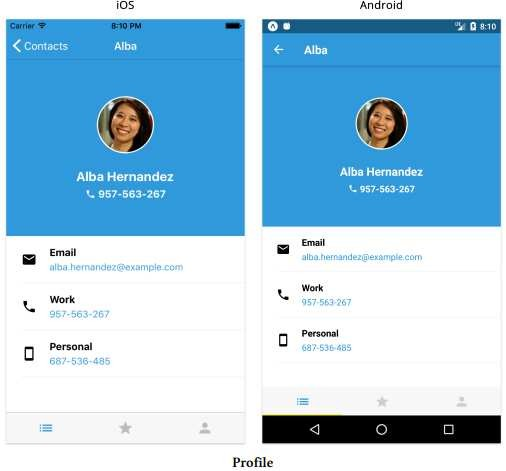 iOS
Android
Carrier 8:10 PM
Contacts Alba
Alba Hernandez
957-563-267
Email
alba.hernandez@example.com
Work
957-563-267
Personal
687-536-485
8:10
Alba
Alba Hernandez
957-563-267
Email
alba.hernandez@example.com
Work
957-563-267
Personal
687-536-485
Profile